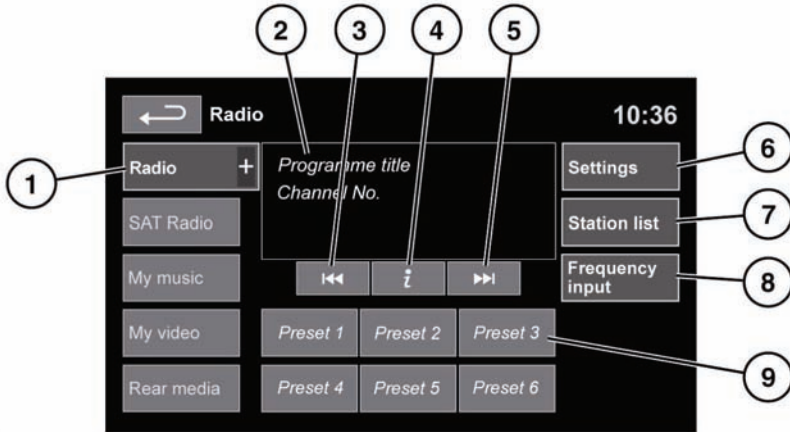 2
3
4
5
Radio
10:36
1
Radio +
Programme title
Channel No.
Settings
6
SAT Radio
Station list
7
My music
i
Frequency
input
8
My video
Preset 1
Preset 2
Preset 3
9
Rear media
Preset 4
Preset 5
Preset 6